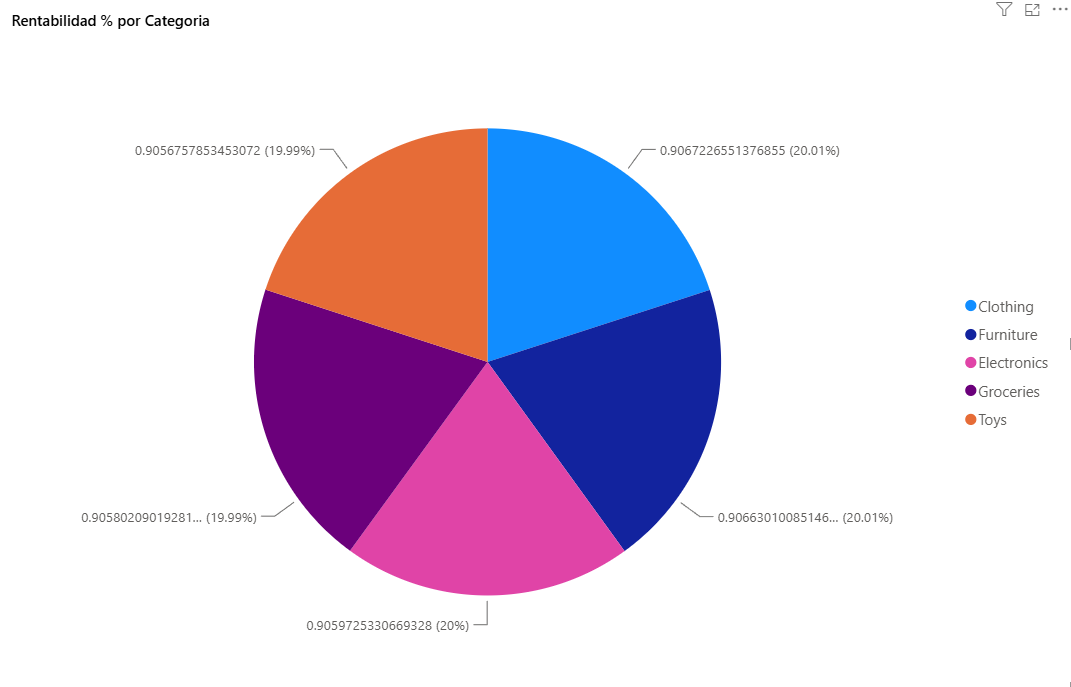 Rentabilidad % por Categoria
0.9056757853453072 (19.99%)
0.9067226551376855 (20.01%)
Clothing
Furniture
Electronics
Groceries
Toys
0.90580209019281... (19.99%)
0.90663010085146... (20.01%)
0.9059725330669328 (20%)